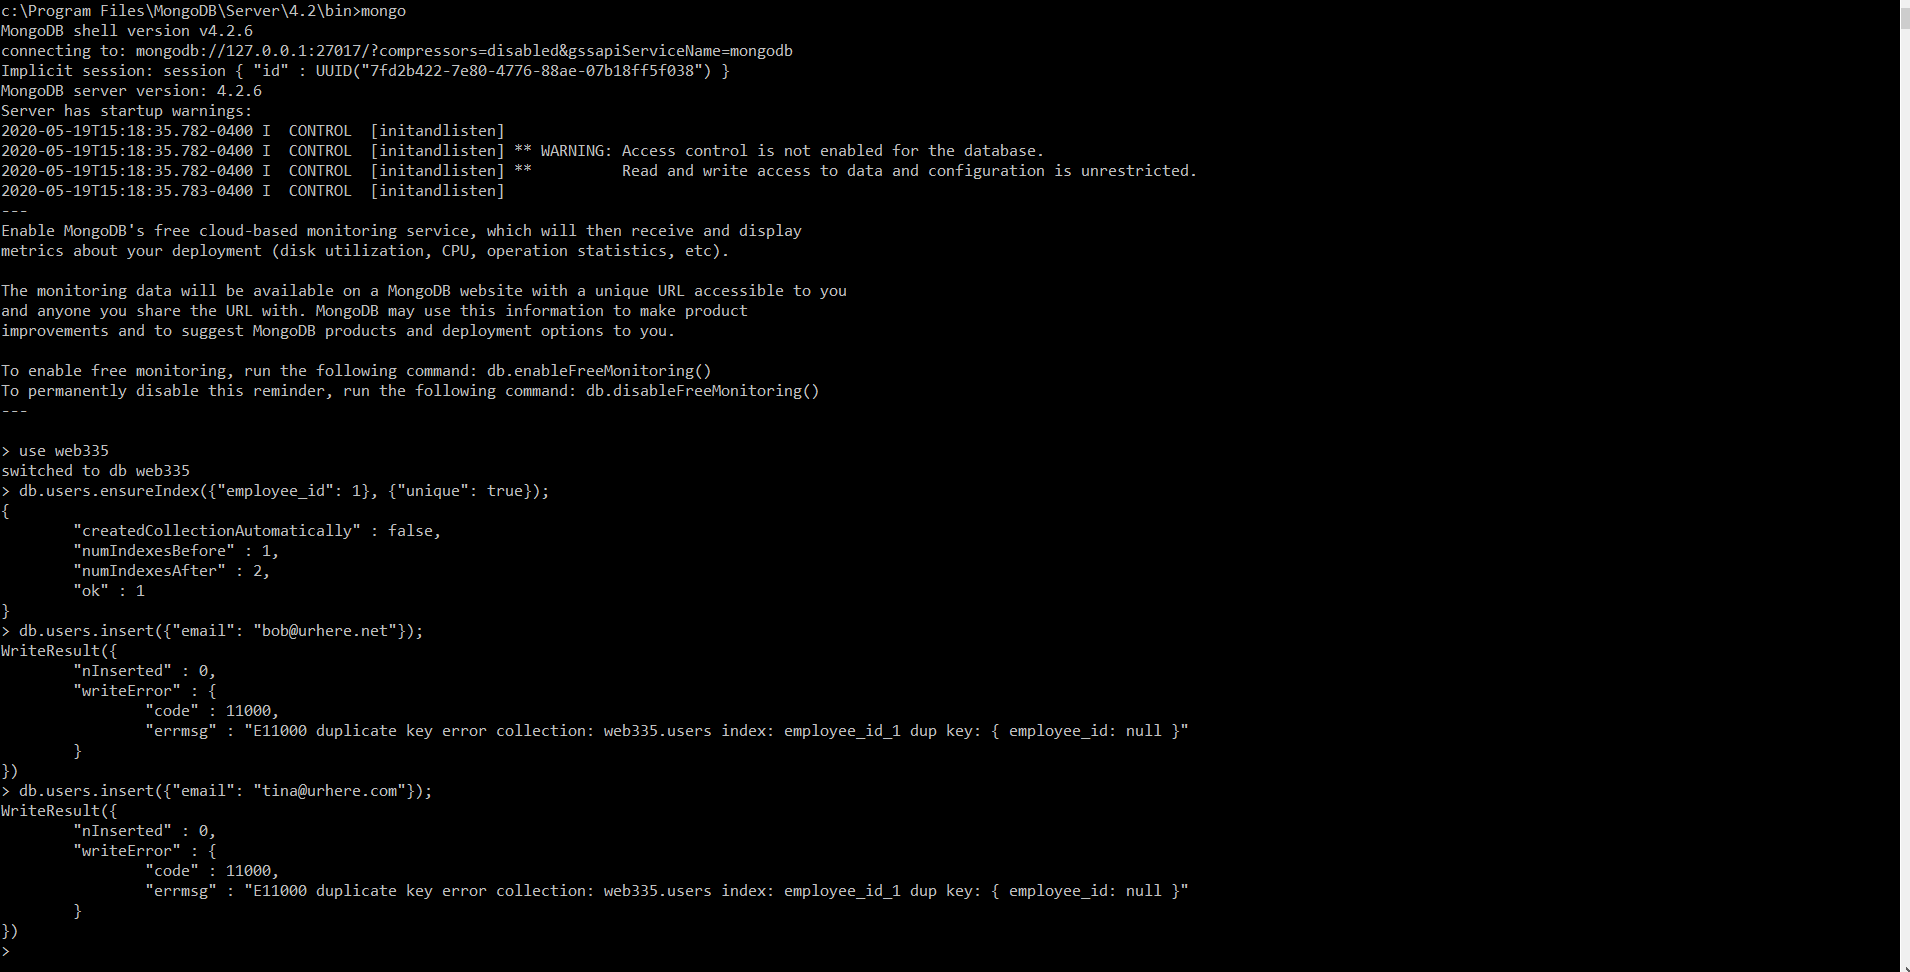 c:\Program Files\MongoDB\Server\4.2\bin>mongo
MongoDB shell version v4.2.6
connecting to: mongodb://127.0.0.1:27017/?compressors=disabled&gssapiServiceName=mongodb
Implicit session: session { "id" : UUID("7fd2b422-7e80-4776-88ae-07b18ff5f038") }
MongoDB server version: 4.2.6
Server has startup warnings:
2020-05-19T15:18:35.782-0400 I  CONTROL  [initandlisten]
2020-05-19T15:18:35.782-0400 I  CONTROL  [initandlisten] ** WARNING: Access control is not enabled for the database.
2020-05-19T15:18:35.782-0400 I  CONTROL  [initandlisten] **          Read and write access to data and configuration is unrestricted.
2020-05-19T15:18:35.783-0400 I  CONTROL  [initandlisten]
---
Enable MongoDB's free cloud-based monitoring service, which will then receive and display
metrics about your deployment (disk utilization, CPU, operation statistics, etc).

The monitoring data will be available on a MongoDB website with a unique URL accessible to you
and anyone you share the URL with. MongoDB may use this information to make product
improvements and to suggest MongoDB products and deployment options to you.

To enable free monitoring, run the following command: db.enableFreeMonitoring()
To permanently disable this reminder, run the following command: db.disableFreeMonitoring()
---

> use web335
switched to db web335
> db.users.ensureIndex({"employee_id": 1}, {"unique": true});
{
        "createdCollectionAutomatically" : false,
        "numIndexesBefore" : 1,
        "numIndexesAfter" : 2,
        "ok" : 1
}
> db.users.insert({"email": "bob@urhere.net"});
WriteResult({
        "nInserted" : 0,
        "writeError" : {
                "code" : 11000,
                "errmsg" : "E11000 duplicate key error collection: web335.users index: employee_id_1 dup key: { employee_id: null }"
        }
})
> db.users.insert({"email": "tina@urhere.com"});
WriteResult({
        "nInserted" : 0,
        "writeError" : {
                "code" : 11000,
                "errmsg" : "E11000 duplicate key error collection: web335.users index: employee_id_1 dup key: { employee_id: null }"
        }
})
>